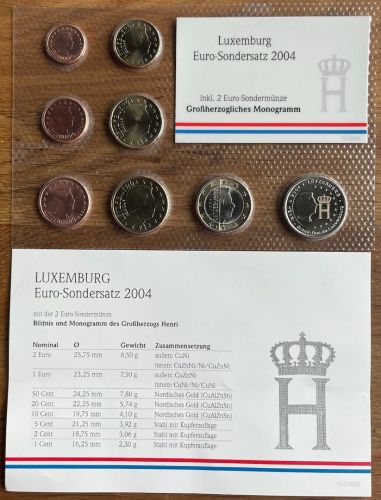 Luxemburg
Euro-Sondersatz 2004
inkl. 2 Euro-Sondermünze
Großherzogliches Monogramm
H
LUXEMBURG
Euro-Sondersatz 2004
mit der 2 Euro-Sondermünze
Bildnis und Monogramm des Großherzogs Henri
Nominal Ø Gewicht Zusammensetzung
2 Euro 25,75 mm 8,50 g außen: CuNi
innen: CuZnNi/Ni/CuZnNi
1 Euro 23,25 mm 7,50 g außen: CuZnNi
innen: CuNi/Ni/CuNi
50 Cent 24,25 mm 7,80 g Nordisches Gold (CuAlZnSn)
20 Cent 22,25 mm 5,74 g Nordisches Gold (CuAlZnSn)
10 Cent 19,75 mm 4,10 g Nordisches Gold (CuAlZnSn)
5 Cent 21,25 mm 3,92 g Stahl mit Kupferauflage
2 Cent 18,75 mm 3,06 g Stahl mit Kupferauflage
1 Cent 16,25 mm 2,30 g Stahl mit Kupferauflage
H